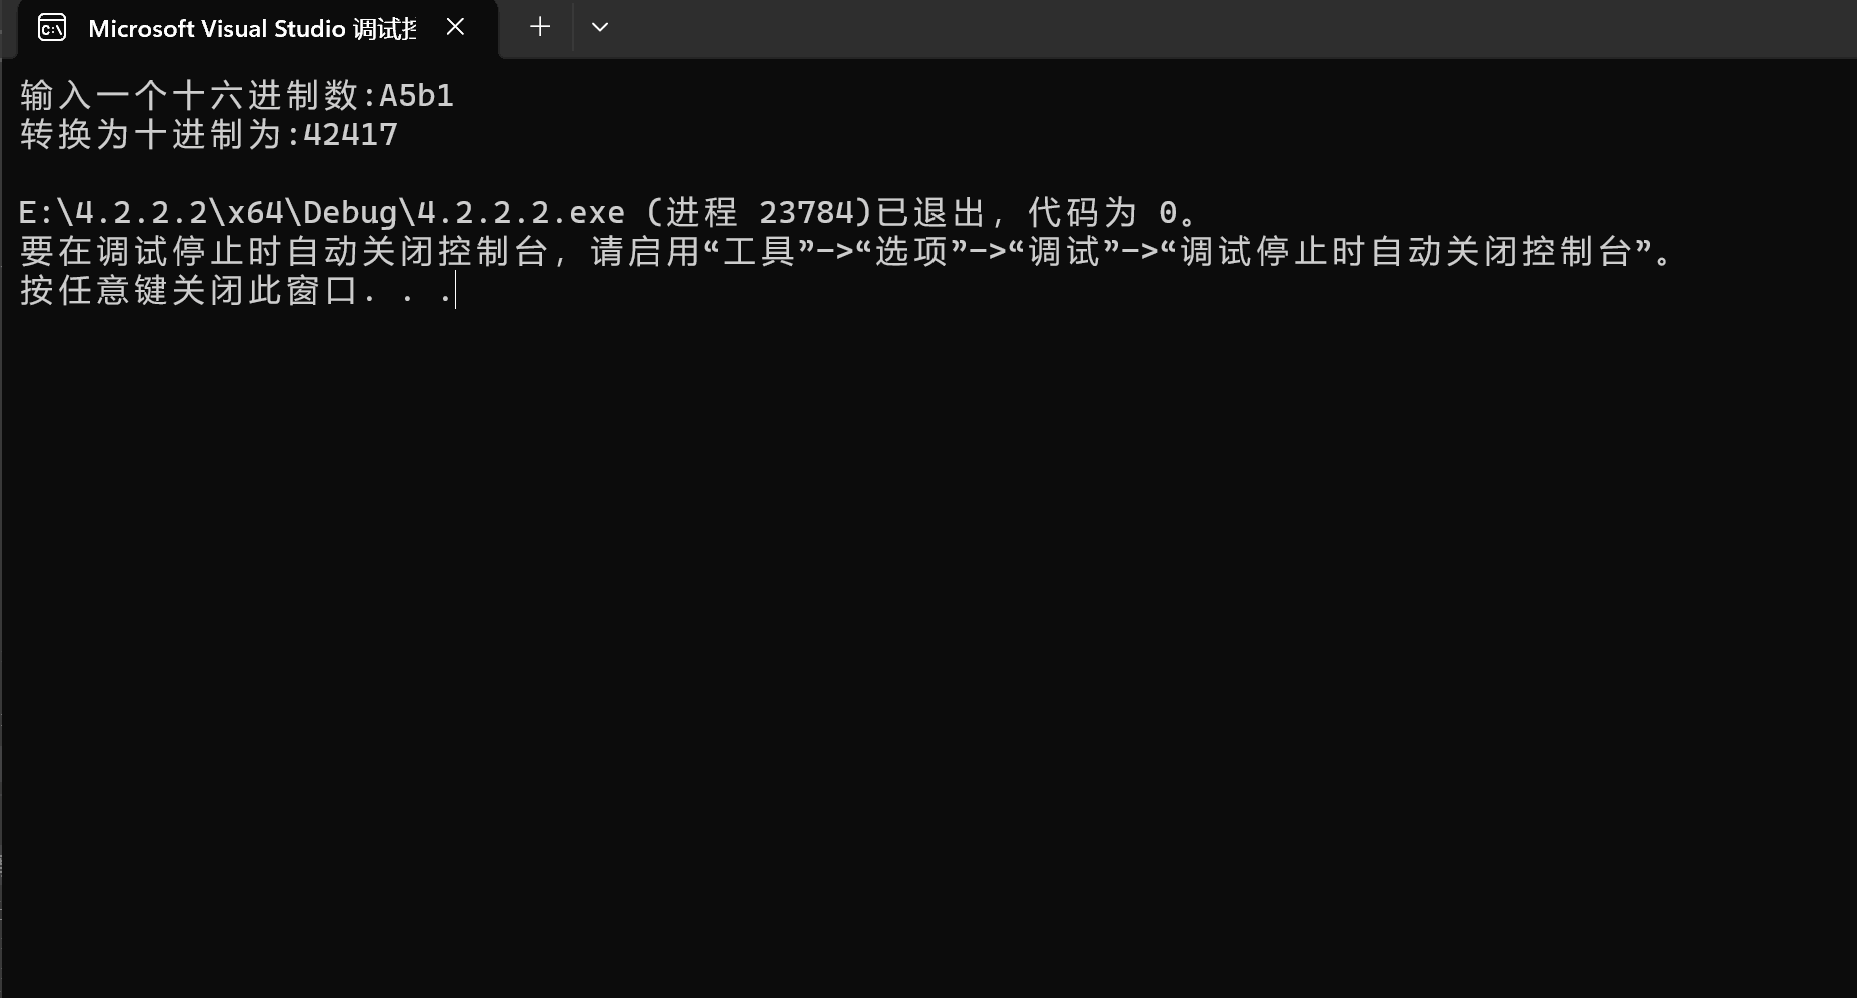 Microsoft Visual Studio 调试控
输入一个十六进制数:A5b1
转换为十进制为:42417
E:\4.2.2.2\x64\Debug\4.2.2.2.exe (进程 23784)已退出，代码为 0。
要在调试停止时自动关闭控制台，请启用“工具”->“选项”->“调试”->“调试停止时自动关闭控制台”。
按任意键关闭此窗口. . .